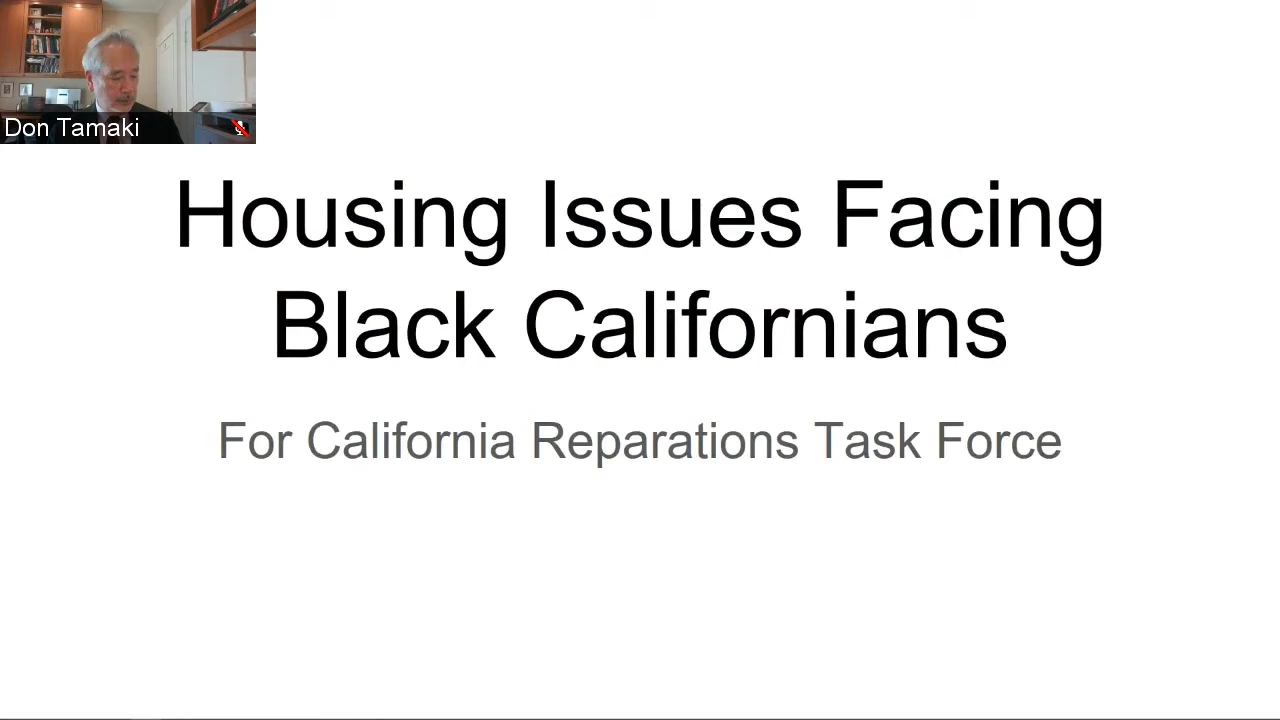 Don Tamaki
Housing Issues Facing
Black Californians
For California Reparations Task Force